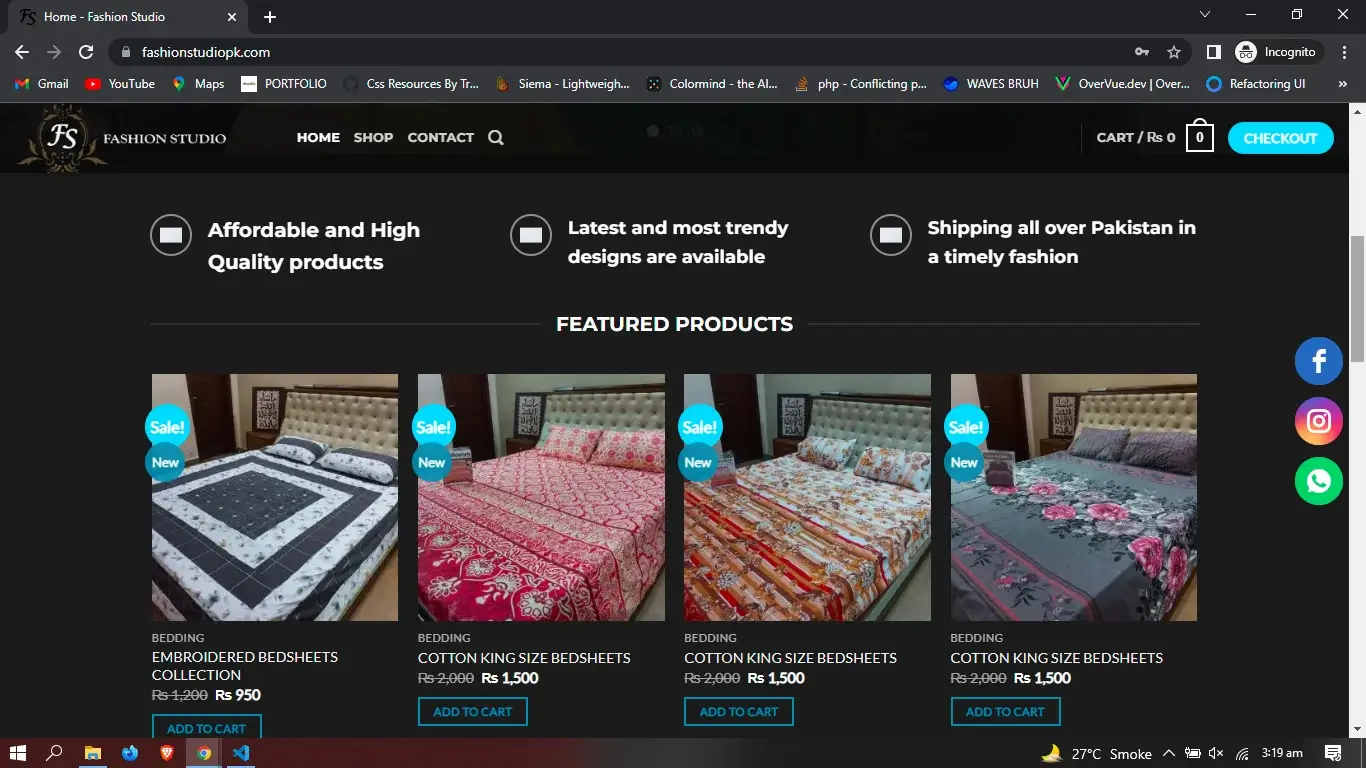 Home - Fashion Studio
fashionstudiopk.com
Incognito
Gmail
YouTube
Maps
PORTFOLIO
Css Resources By Tr...
Siema - Lightweigh...
Colormind - the AI...
php - Conflicting p...
WAVES BRUH
OverVue.dev | Over...
Refactoring UI
»
FS
FASHION STUDIO
HOME
SHOP
CONTACT
CART / ₨ 0
0
CHECKOUT
Affordable and High
Quality products
Latest and most trendy
designs are available
Shipping all over Pakistan in
a timely fashion
FEATURED PRODUCTS
Sale!
New
BEDDING
EMBROIDERED BEDSHEETS
COLLECTION
₨ 1,200 ₨ 950
ADD TO CART
Sale!
New
BEDDING
COTTON KING SIZE BEDSHEETS
₨ 2,000 ₨ 1,500
ADD TO CART
Sale!
New
BEDDING
COTTON KING SIZE BEDSHEETS
₨ 2,000 ₨ 1,500
ADD TO CART
Sale!
New
BEDDING
COTTON KING SIZE BEDSHEETS
₨ 2,000 ₨ 1,500
ADD TO CART
27°C Smoke
3:19 am